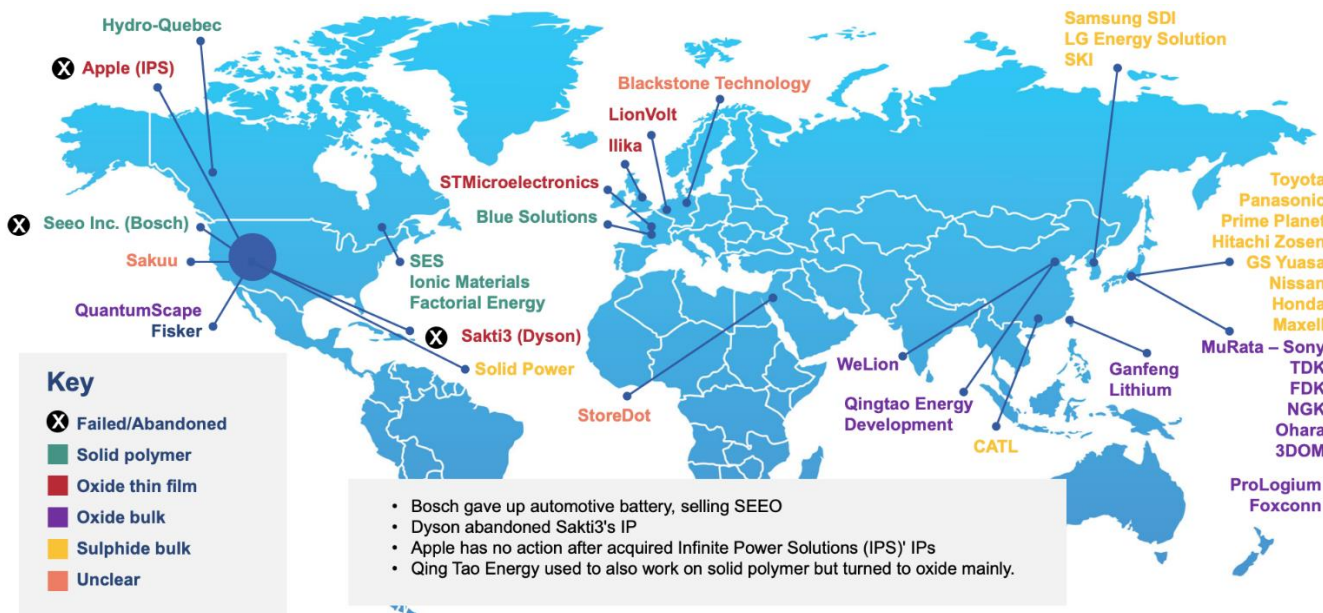 Hydro-Quebec
X Apple (IPS)
X Seeo Inc. (Bosch)
Sakuu
QuantumScape
Fisker
SES
Ionic Materials
Factorial Energy
X Sakti3 (Dyson)
Solid Power
Blackstone Technology
LionVolt
Ilika
STMicroelectronics
Blue Solutions
StoreDot
Samsung SDI
LG Energy Solution
SKI
WeLion
Qingtao Energy
Development
CATL
Ganfeng
Lithium
Toyota
Panasonic
Prime Planet
Hitachi Zosen
GS Yuasa
Nissan
Honda
Maxell
MuRata – Sony
TDK
FDK
NGK
Ohara
3DOM
ProLogium
Foxconn
Key
X Failed/Abandoned
Solid polymer
Oxide thin film
Oxide bulk
Sulphide bulk
Unclear
• Bosch gave up automotive battery, selling SEEO
• Dyson abandoned Sakti3's IP
• Apple has no action after acquired Infinite Power Solutions (IPS)' IPs
• Qing Tao Energy used to also work on solid polymer but turned to oxide mainly.